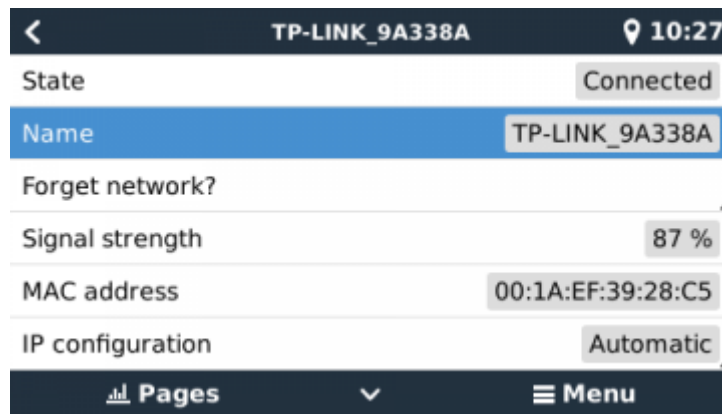 TP-LINK_9A338A 10:27
State Connected
Name TP-LINK_9A338A
Forget network?
Signal strength 87 %
MAC address 00:1A:EF:39:28:C5
IP configuration Automatic
Pages Menu